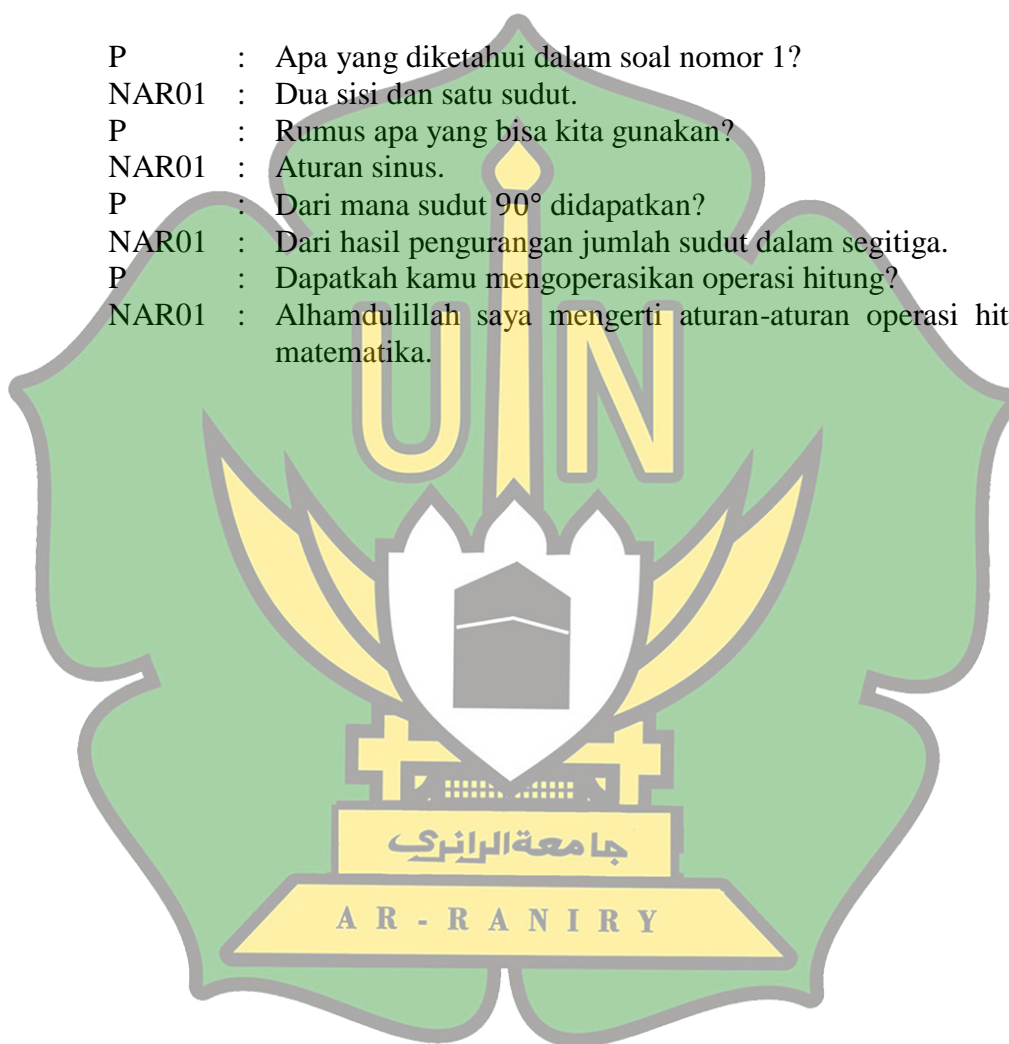 P : Apa yang diketahui dalam soal nomor 1?
NAR01 : Dua sisi dan satu sudut.
P : Rumus apa yang bisa kita gunakan?
NAR01 : Aturan sinus.
P : Dari mana sudut 90° didapatkan?
NAR01 : Dari hasil pengurangan jumlah sudut dalam segitiga.
P : Dapatkah kamu mengoperasikan operasi hitung?
NAR01 : Alhamdulillah saya mengerti aturan-aturan operasi hit
matematika.
UIN
جامعةالرانري
AR-RANIRY